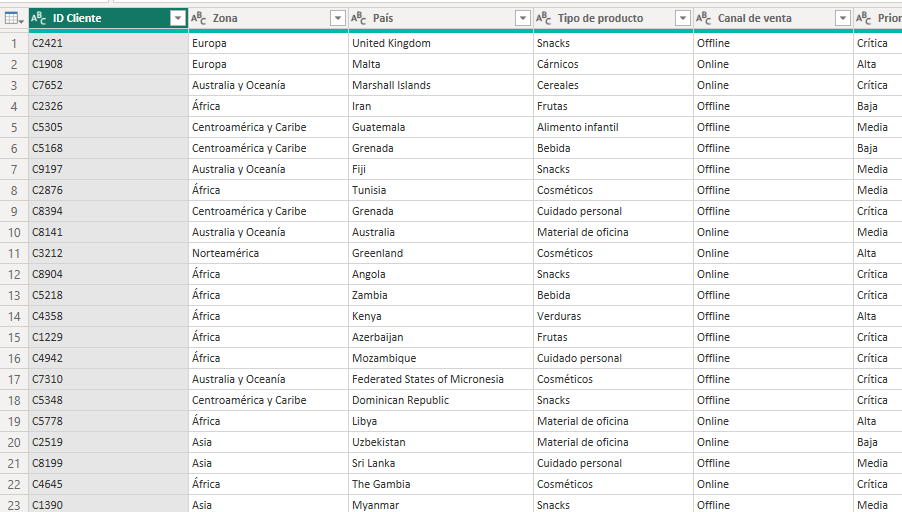 ID Cliente Zona País Tipo de producto Canal de venta Prior
1 C2421 Europa United Kingdom Snacks Offline Crítica
2 C1908 Europa Malta Cárnicos Online Alta
3 C7652 Australia y Oceanía Marshall Islands Cereales Online Crítica
4 C2326 África Iran Frutas Offline Baja
5 C5305 Centroamérica y Caribe Guatemala Alimento infantil Offline Media
6 C5168 Centroamérica y Caribe Grenada Bebida Offline Baja
7 C9197 Australia y Oceanía Fiji Snacks Offline Media
8 C2876 África Tunisia Cosméticos Offline Media
9 C8394 Centroamérica y Caribe Grenada Cuidado personal Offline Crítica
10 C8141 Australia y Oceanía Australia Material de oficina Online Media
11 C3212 Norteamérica Greenland Cosméticos Online Alta
12 C8904 África Angola Snacks Online Crítica
13 C5218 África Zambia Bebida Offline Crítica
14 C4358 África Kenya Verduras Offline Alta
15 C1229 África Azerbaijan Frutas Offline Crítica
16 C4942 África Mozambique Cuidado personal Offline Crítica
17 C7310 Australia y Oceanía Federated States of Micronesia Cosméticos Offline Crítica
18 C5348 Centroamérica y Caribe Dominican Republic Snacks Offline Crítica
19 C5778 África Libya Material de oficina Online Alta
20 C2519 Asia Uzbekistan Material de oficina Online Baja
21 C8199 Asia Sri Lanka Cuidado personal Offline Media
22 C4645 África The Gambia Cosméticos Online Crítica
23 C1390 Asia Myanmar Snacks Offline Media